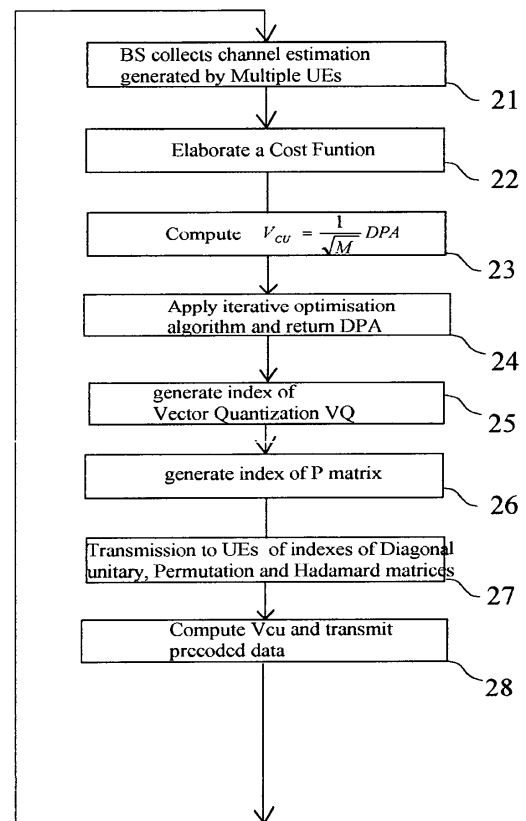 BS collects channel estimation
generated by Multiple UEs
21
Elaborate a Cost Funtion
22
Compute V_{CU} = \frac{1}{\sqrt{M}} DPA
23
Apply iterative optimisation
algorithm and return DPA
24
generate index of
Vector Quantization VQ
25
generate index of P matrix
26
Transmission to UEs of indexes of Diagonal
unitary, Permutation and Hadamard matrices
27
Compute Vcu and transmit
precoded data
28